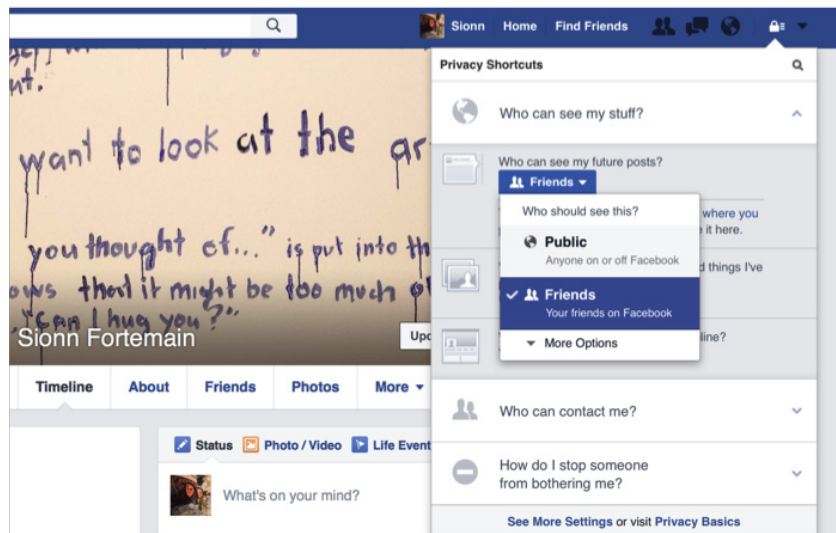 Sionn Home Find Friends
Privacy Shortcuts
Who can see my stuff?
Who can see my future posts?
Friends
Who should see this?
where you
it here.
Public
Anyone on or off Facebook
d things I've
Friends
Your friends on Facebook
line?
More Options
Who can contact me?
How do I stop someone
from bothering me?
See More Settings or visit Privacy Basics
ut.
want to look at the ar
you thought of..." is put into th
ows that it might be too much of
"Can I hug you?"
Sionn Fortemain
Upd
Timeline About Friends Photos More
Status Photo / Video Life Event
What's on your mind?